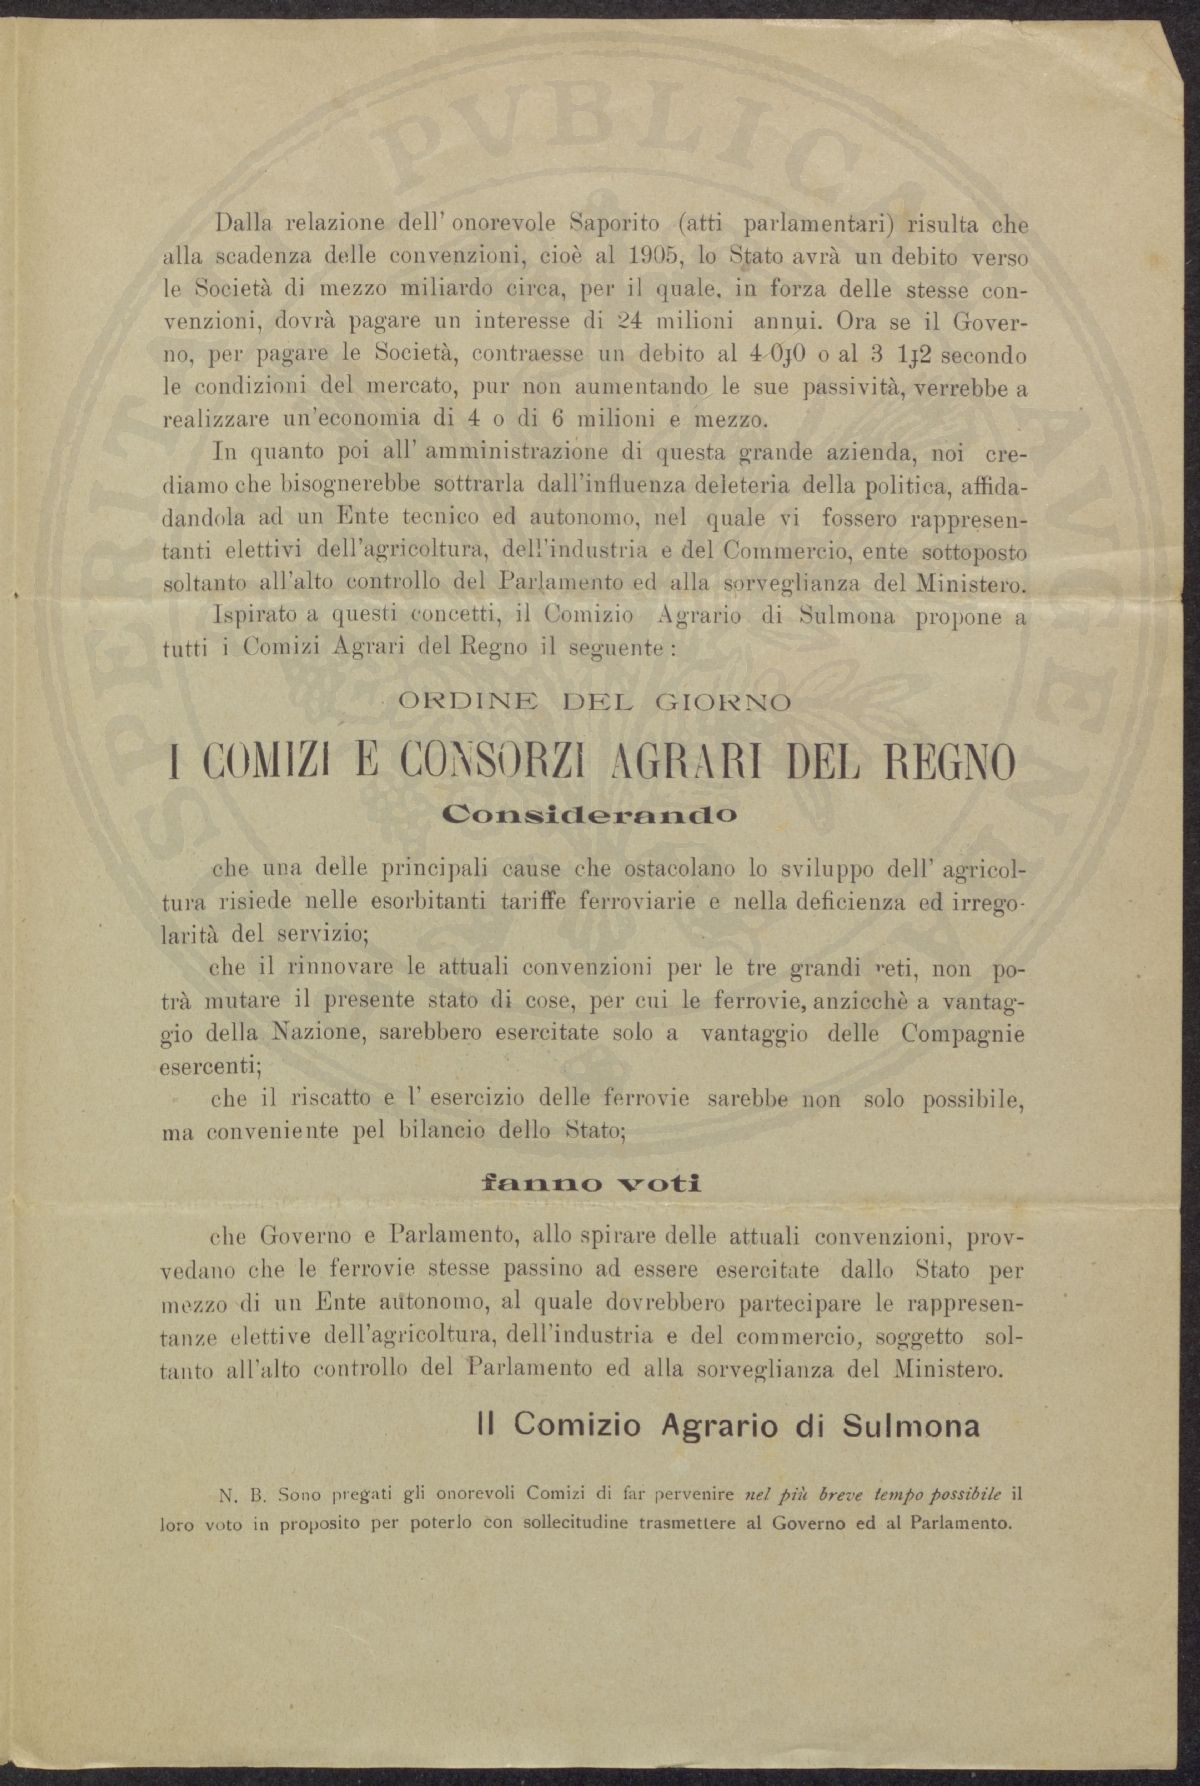 Dalla relazione dell' onorevole Saporito (atti parlamentari) risulta che
alla scadenza delle convenzioni, cioè al 1905, lo Stato avrà un debito verso
le Società di mezzo miliardo circa, per il quale, in forza delle stesse con-
venzioni, dovrà pagare un interesse di 24 milioni annui. Ora se il Gover-
no, per pagare le Società, contraesse un debito al 4 0ȷ0 o al 3 1ȷ2 secondo
le condizioni del mercato, pur non aumentando le sue passività, verrebbe a
realizzare un'economia di 4 o di 6 milioni e mezzo.
In quanto poi all' amministrazione di questa grande azienda, noi cre-
diamo che bisognerebbe sottrarla dall'influenza deleteria della politica, affida-
dandola ad un Ente tecnico ed autonomo, nel quale vi fossero rappresen-
tanti elettivi dell'agricoltura, dell'industria e del Commercio, ente sottoposto
soltanto all'alto controllo del Parlamento ed alla sorveglianza del Ministero.
Ispirato a questi concetti, il Comizio Agrario di Sulmona propone a
tutti i Comizi Agrari del Regno il seguente :
ORDINE DEL GIORNO
I COMIZI E CONSORZI AGRARI DEL REGNO
Considerando
che una delle principali cause che ostacolano lo sviluppo dell' agricol-
tura risiede nelle esorbitanti tariffe ferroviarie e nella deficienza ed irrego-
larità del servizio;
che il rinnovare le attuali convenzioni per le tre grandi reti, non po-
trà mutare il presente stato di cose, per cui le ferrovie, anzicchè a vantag-
gio della Nazione, sarebbero esercitate solo a vantaggio delle Compagnie
esercenti;
che il riscatto e l' esercizio delle ferrovie sarebbe non solo possibile,
ma conveniente pel bilancio dello Stato;
fanno voti
che Governo e Parlamento, allo spirare delle attuali convenzioni, prov-
vedano che le ferrovie stesse passino ad essere esercitate dallo Stato per
mezzo di un Ente autonomo, al quale dovrebbero partecipare le rappresen-
tanze elettive dell'agricoltura, dell'industria e del commercio, soggetto sol-
tanto all'alto controllo del Parlamento ed alla sorveglianza del Ministero.
Il Comizio Agrario di Sulmona
N. B. Sono pregati gli onorevoli Comizi di far pervenire nel più breve tempo possibile il
loro voto in proposito per poterlo con sollecitudine trasmettere al Governo ed al Parlamento.